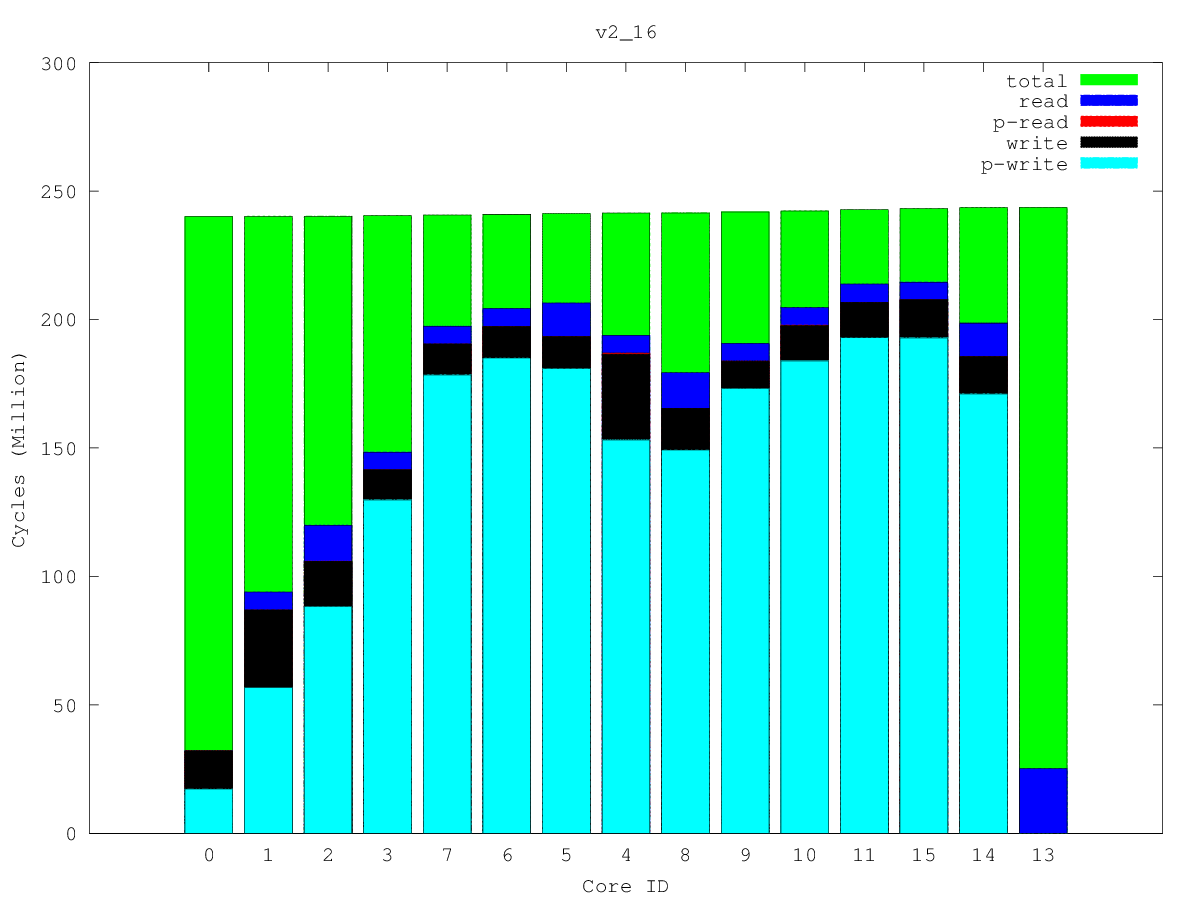 v2_16
300
250
200
150
100
50
0
Cycles (Million)
total
read
p-read
write
p-write
0 1 2 3 7 6 5 4 8 9 10 11 15 14 13
Core ID